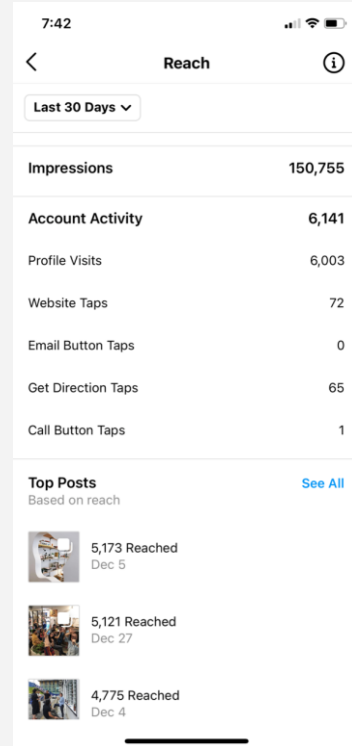 7:42
Reach
Last 30 Days
Impressions 150,755
Account Activity 6,141
Profile Visits 6,003
Website Taps 72
Email Button Taps 0
Get Direction Taps 65
Call Button Taps 1
Top Posts See All
Based on reach
5,173 Reached
Dec 5
5,121 Reached
Dec 27
4,775 Reached
Dec 4